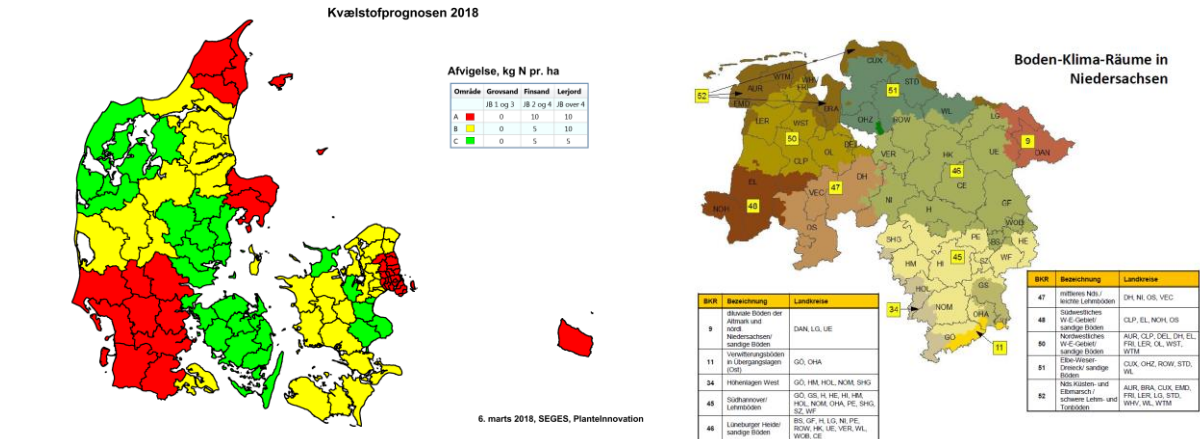 Kvælstofprognosen 2018
Afvigelse, kg N pr. ha
Område Grovsand Finsand Lerjord
JB 1 og 3 JB 2 og 4 JB over 4
A 0 10 10
B 0 5 10
C 0 5 5
6. marts 2018, SEGES, PlanteInnovation
Boden-Klima-Räume in
Niedersachsen
CUX
WTM
WHV
FRI
STD
AUR
52
51
EMD
BRA
LG
LER
WST
OHZ
ROW
WL
50
OL
DEL
9
DAN
VER
HK
UE
CLP
46
EL
DH
47
CE
VEC
NOH
48
NI
GF
H
OS
WOB
SHG
PE
BS
HE
45
WF
HM
HI
SZ
HOL
GS
34
NOM
OHA
GÖ
11
BKR Bezeichnung Landkreise
9 diluviale Böden der
Altmark und
nördl.
Niedersachsen/
sandige Böden
DAN, LG, UE
11 Verwitterungsböden
in Übergangslagen
(Ost)
GÖ, OHA
34 Höhenlagen West GÖ, HM, HOL, NOM, SHG
45 Südhannover/
Lehmböden
GÖ, GS, H, HE, HI, HM,
HOL, NOM, OHA, PE, SHG,
SZ, WF
46 Lüneburger Heide/
sandige Böden
BS, GF, H, LG, NI, PE,
ROW, HK, UE, VER, WL,
WOB, CE
BKR Bezeichnung Landkreise
47 mittleres Nds./
leichte Lehmböden
DH, NI, OS, VEC
48 Südwestliches
W-E-Gebiet/
sandige Böden
CLP, EL, NOH, OS
50 Nordwestliches
W-E-Gebiet/
sandige Böden
AUR, CLP, DEL, DH, EL,
FRI, LER, OL, WST,
WTM
51 Elbe-Weser-
Dreieck/ sandige
Böden
CUX, OHZ, ROW, STD,
WL
52 Nds.Küsten- und
Elbmarsch /
schwere Lehm- und
Tonböden
AUR, BRA, CUX, EMD,
FRI, LER, LG, STD,
WHV, WL, WTM